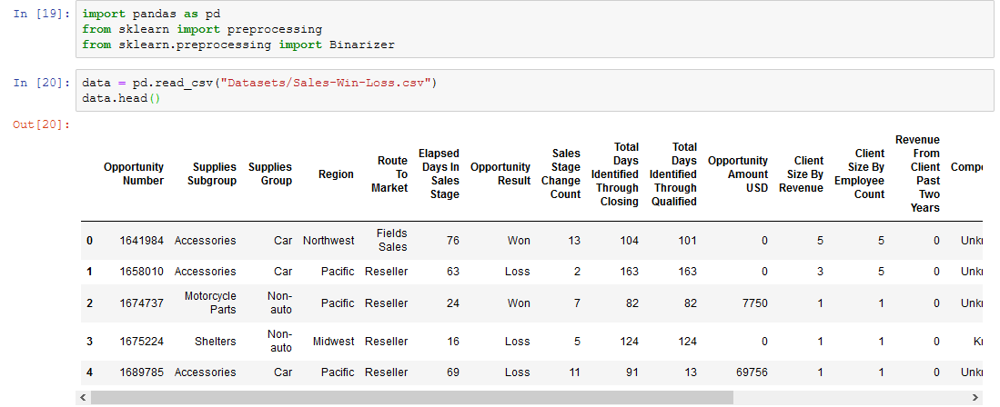 In [19]: import pandas as pd
from sklearn import preprocessing
from sklearn.preprocessing import Binarizer
In [20]: data = pd.read_csv("Datasets/Sales-Win-Loss.csv")
data.head()
Out[20]:
Opportunity Number Supplies Subgroup Supplies Group Region Route To Market Elapsed Days In Sales Stage Opportunity Result Sales Stage Change Count Total Days Identified Through Closing Total Days Identified Through Qualified Opportunity Amount USD Client Size By Revenue Client Size By Employee Count Revenue From Client Past Two Years Compe
0 1641984 Accessories Car Northwest Fields Sales 76 Won 13 104 101 0 5 5 0 Unk
1 1658010 Accessories Car Pacific Reseller 63 Loss 2 163 163 0 3 5 0 Unk
2 1674737 Motorcycle Parts Non-auto Pacific Reseller 24 Won 7 82 82 7750 1 1 0 Unk
3 1675224 Shelters Non-auto Midwest Reseller 16 Loss 5 124 124 0 1 1 0 K
4 1689785 Accessories Car Pacific Reseller 69 Loss 11 91 13 69756 1 1 0 Unk